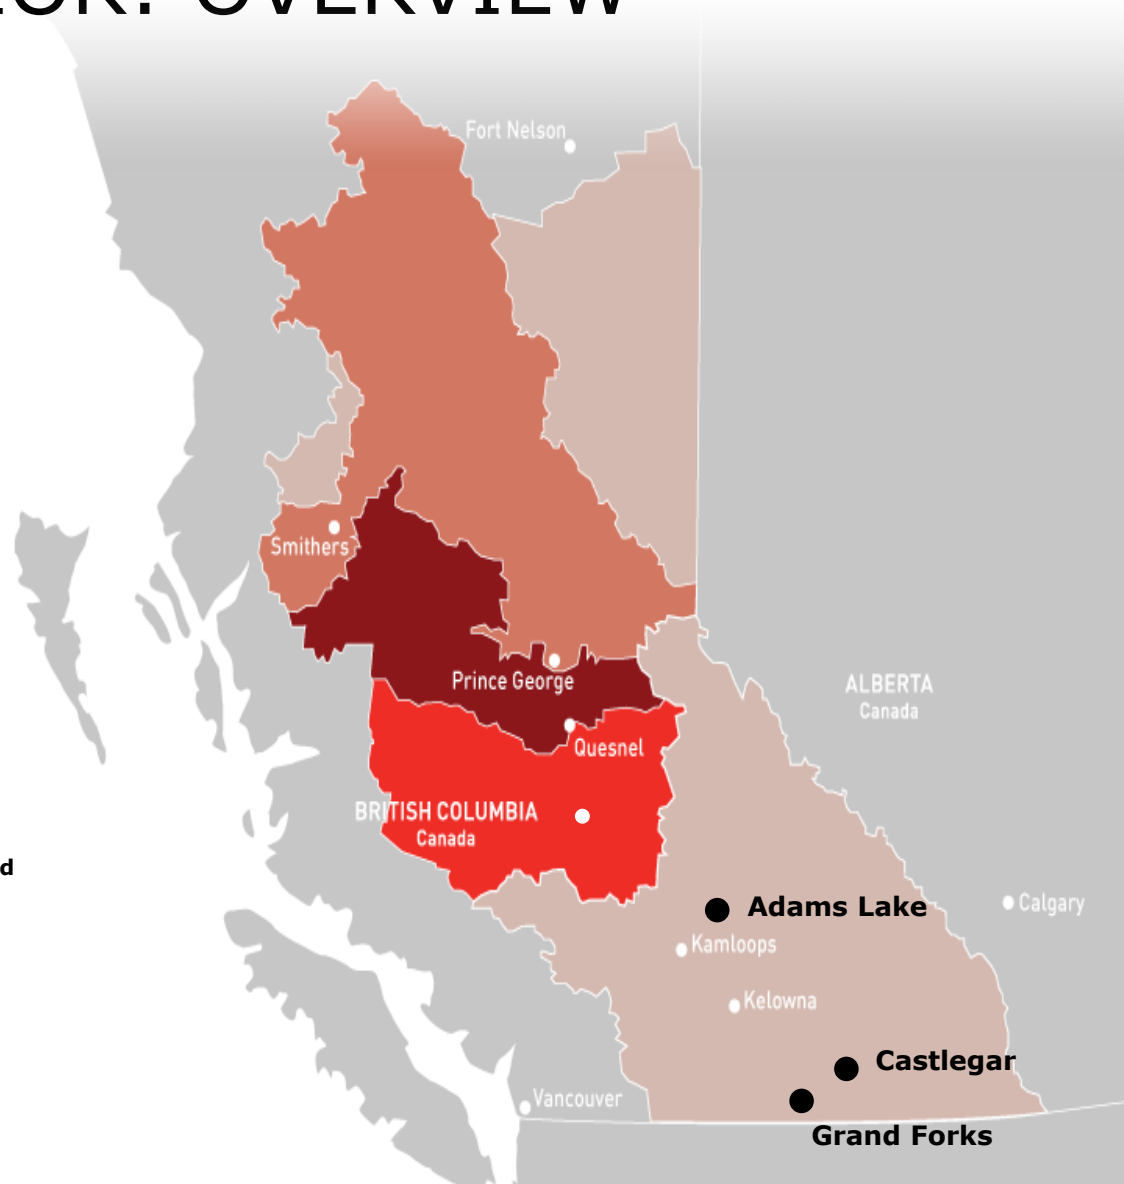 OVERVIEW
Fort Nelson
Smithers
Prince George
Quesnel
ALBERTA
Canada
BRITISH COLUMBIA
Canada
d
Adams Lake
Calgary
Kamloops
Kelowna
Castlegar
Vancouver
Grand Forks